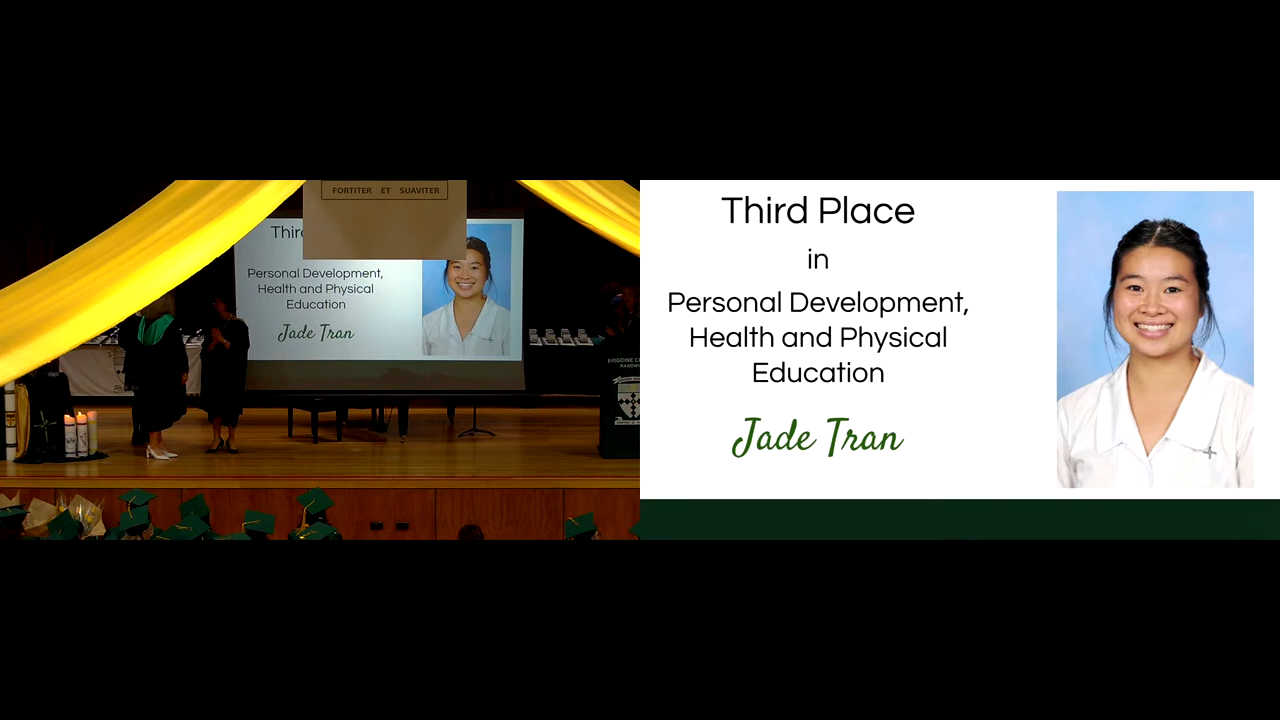 FORTITER ET SUAVITER
Personal Development,
Health and Physical
Education
Jade Tran
BRIGIDINE
Third Place
in
Personal Development,
Health and Physical
Education
Jade Tran